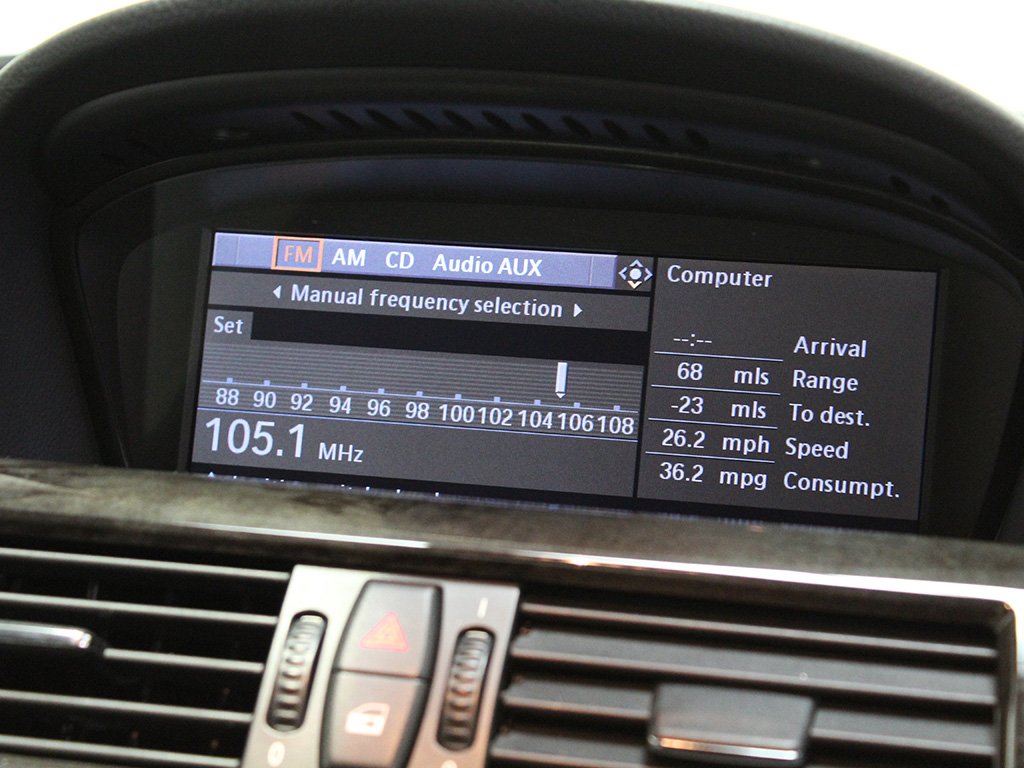 FM AM CD Audio AUX
Manual frequency selection
Set
88 90 92 94 96 98 100 102 104 106 108
105.1 MHz
Computer
--:-- Arrival
68 mls Range
-23 mls To dest.
26.2 mph Speed
36.2 mpg Consumpt.
I
0